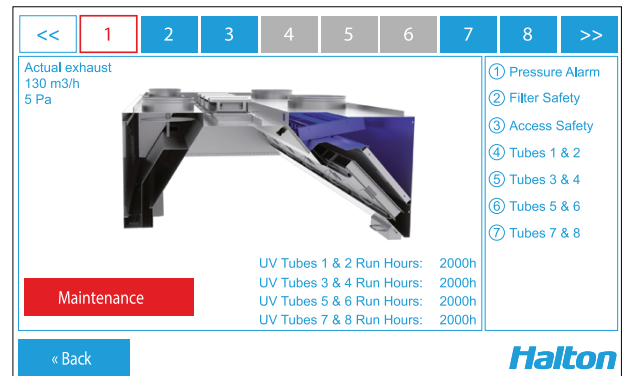 << 1 2 3 4 5 6 7 8 >>
Actual exhaust
130 m3/h
5 Pa
① Pressure Alarm
② Filter Safety
③ Access Safety
④ Tubes 1 & 2
⑤ Tubes 3 & 4
⑥ Tubes 5 & 6
⑦ Tubes 7 & 8
UV Tubes 1 & 2 Run Hours: 2000h
UV Tubes 3 & 4 Run Hours: 2000h
UV Tubes 5 & 6 Run Hours: 2000h
UV Tubes 7 & 8 Run Hours: 2000h
Maintenance
« Back
Halton